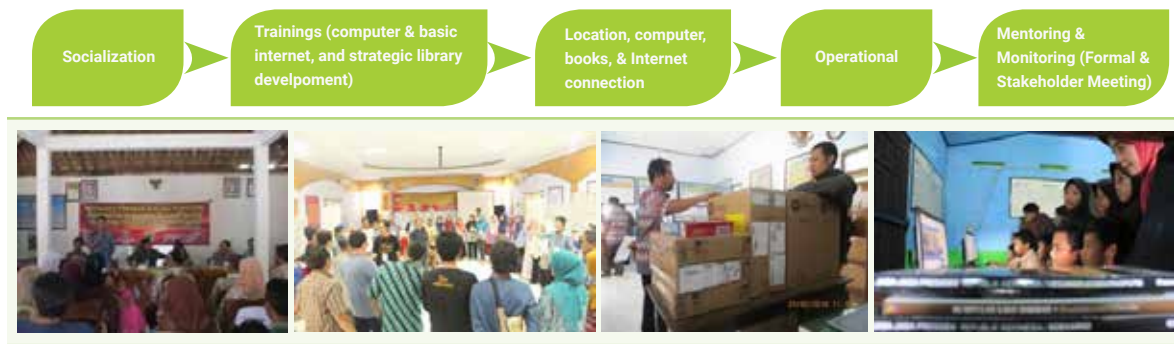 Socialization
Trainings (computer & basic
internet, and strategic library
develpoment)
Location, computer,
books, & Internet
connection
Operational
Mentoring &
Monitoring (Formal &
Stakeholder Meeting)